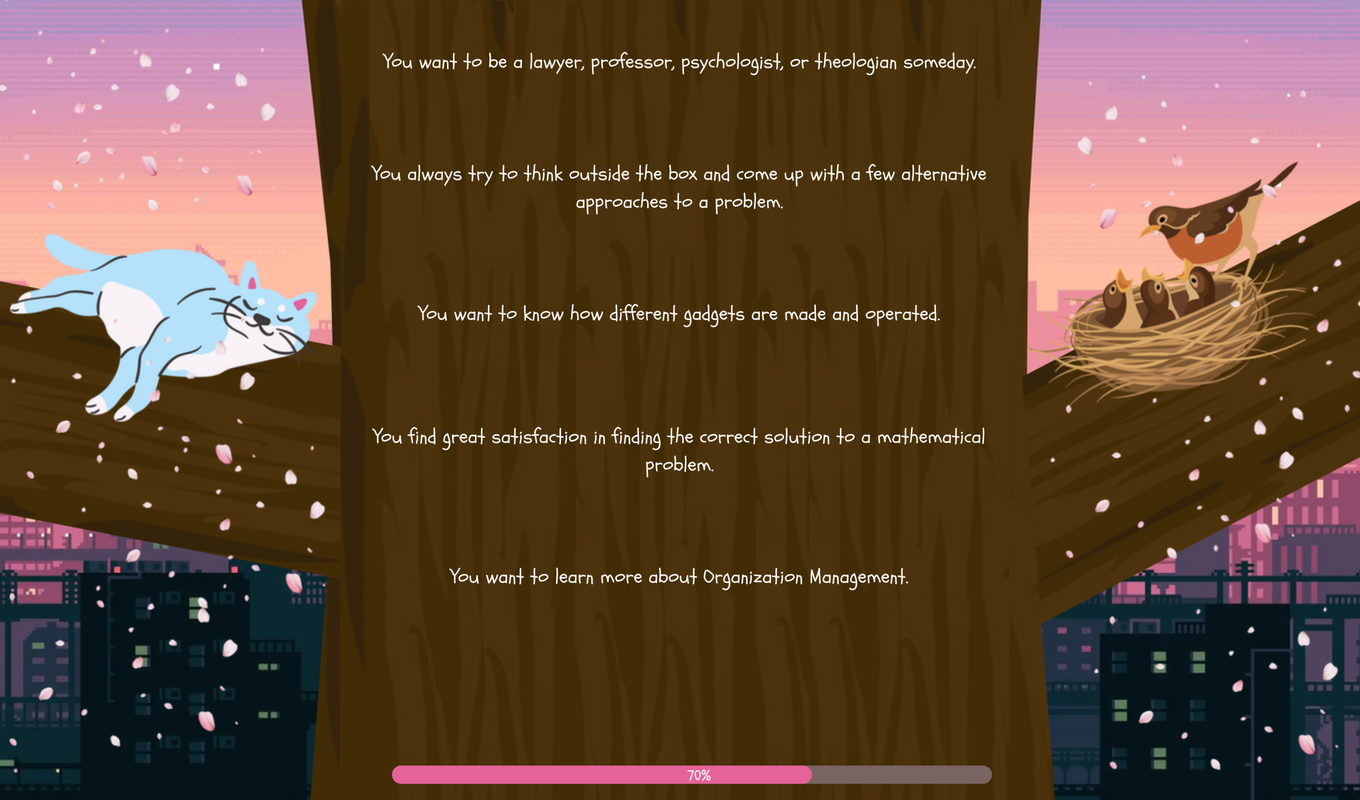 You want to be a lawyer, professor, psychologist, or theologian someday.
You always try to think outside the box and come up with a few alternative
approaches to a problem.
You want to know how different gadgets are made and operated.
You find great satisfaction in finding the correct solution to a mathematical
problem.
You want to learn more about Organization Management.
70%